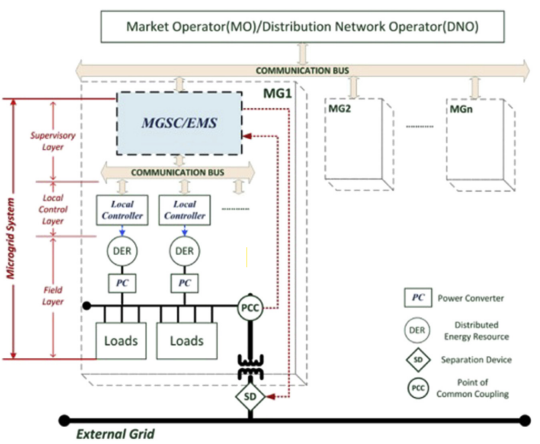 Market Operator(MO)/Distribution Network Operator(DNO)
COMMUNICATION BUS
MG1
MG2
MGn
MGSC/EMS
Supervisory
Layer
COMMUNICATION BUS
Microgrid System
Local
Control
Layer
Local
Controller
Local
Controller
DER
DER
PC
PC
Field
Layer
PCC
Loads
Loads
PC
Power Converter
DER
Distributed
Energy Resource
SD
Separation Device
PCC
Point of
Common Coupling
SD
External Grid